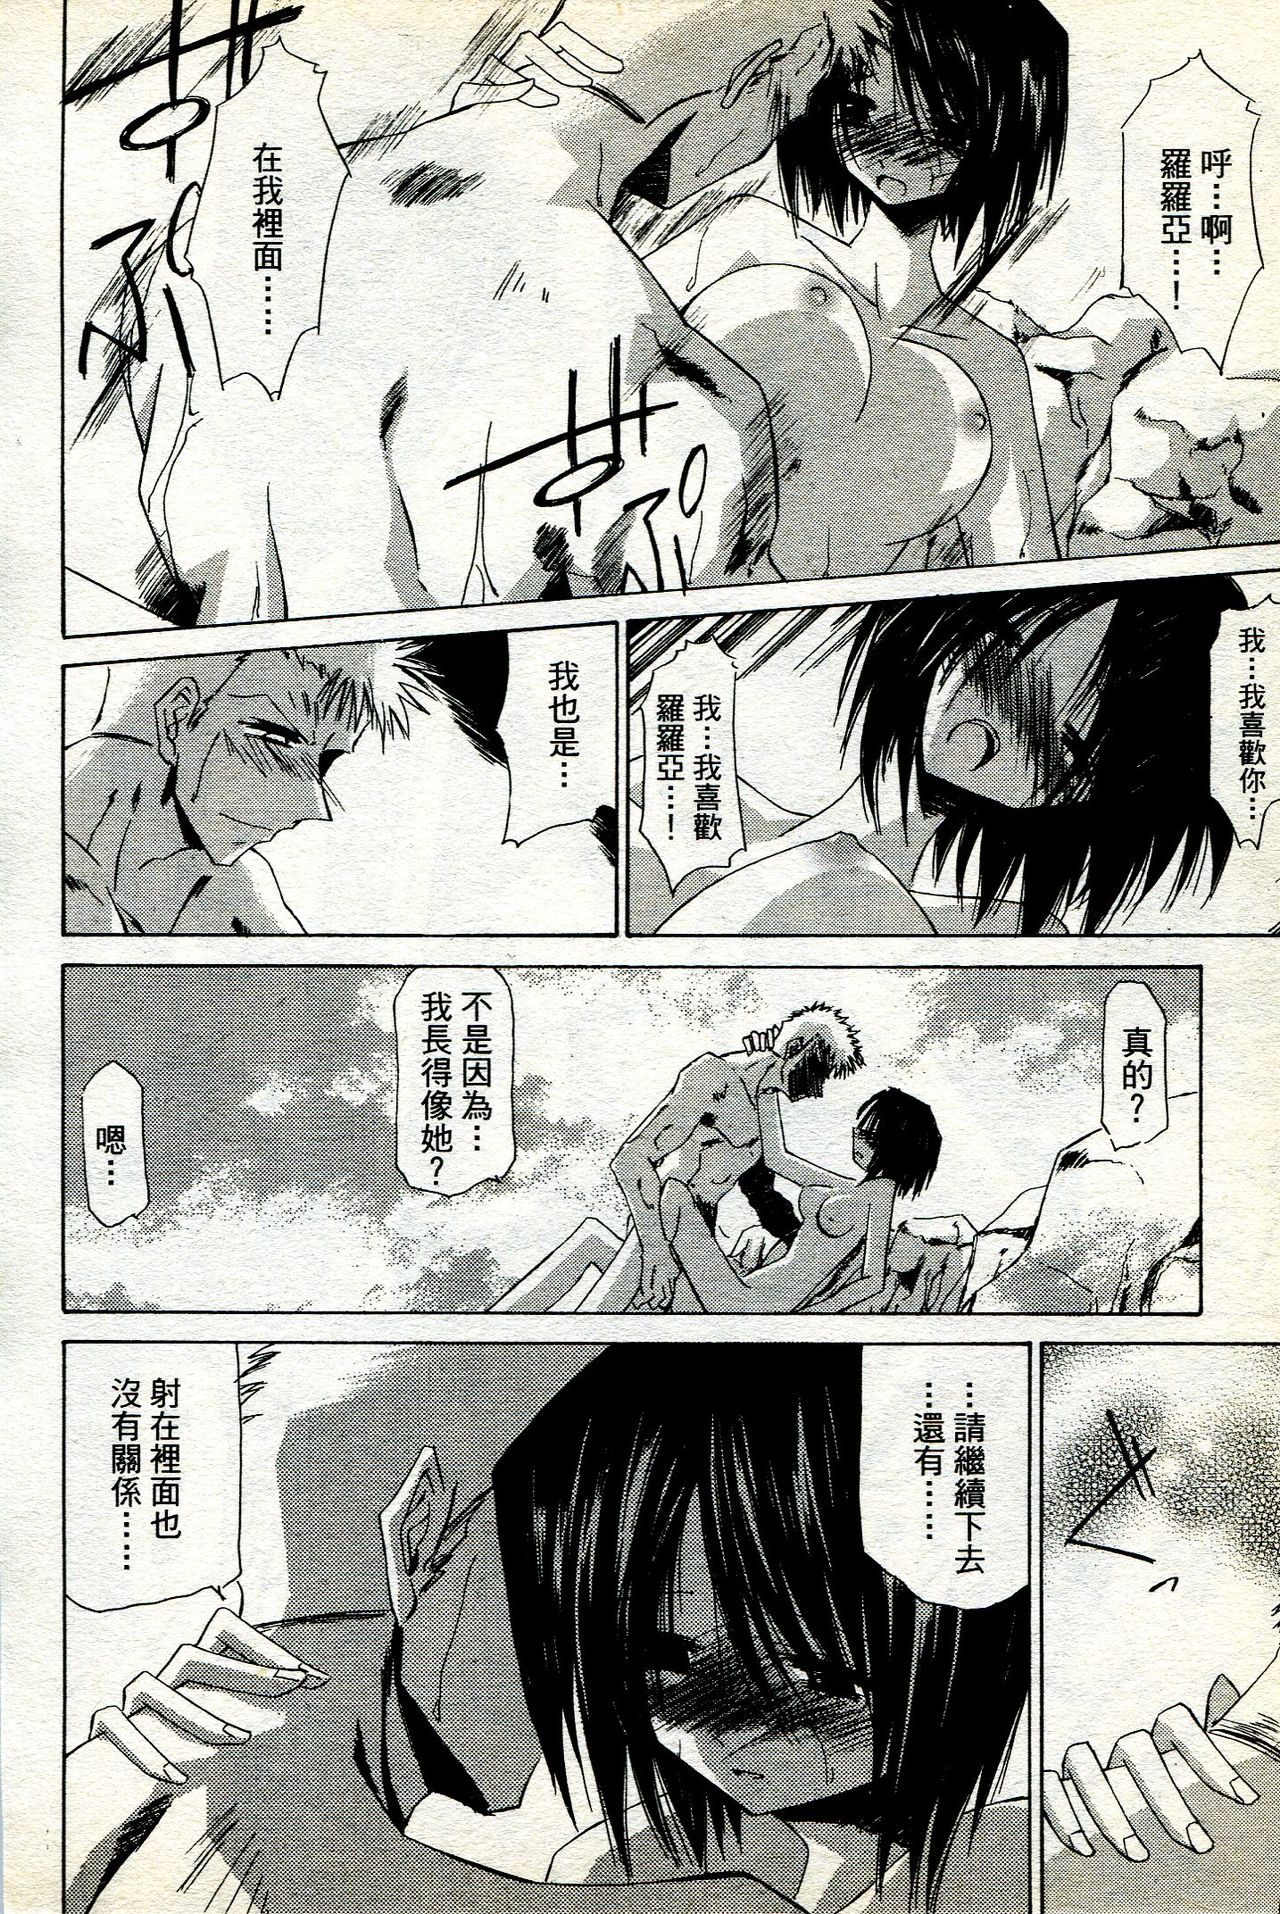 呼…啊…
羅羅亞…！
在我裡面……
ギ
ギ
我…我喜歡你…
我…我喜歡
羅羅亞…！
我也是…
真的？
不是因為…
我長得像她？
嗯…
…請繼續下去
…還有……
射在裡面也
沒有關係……